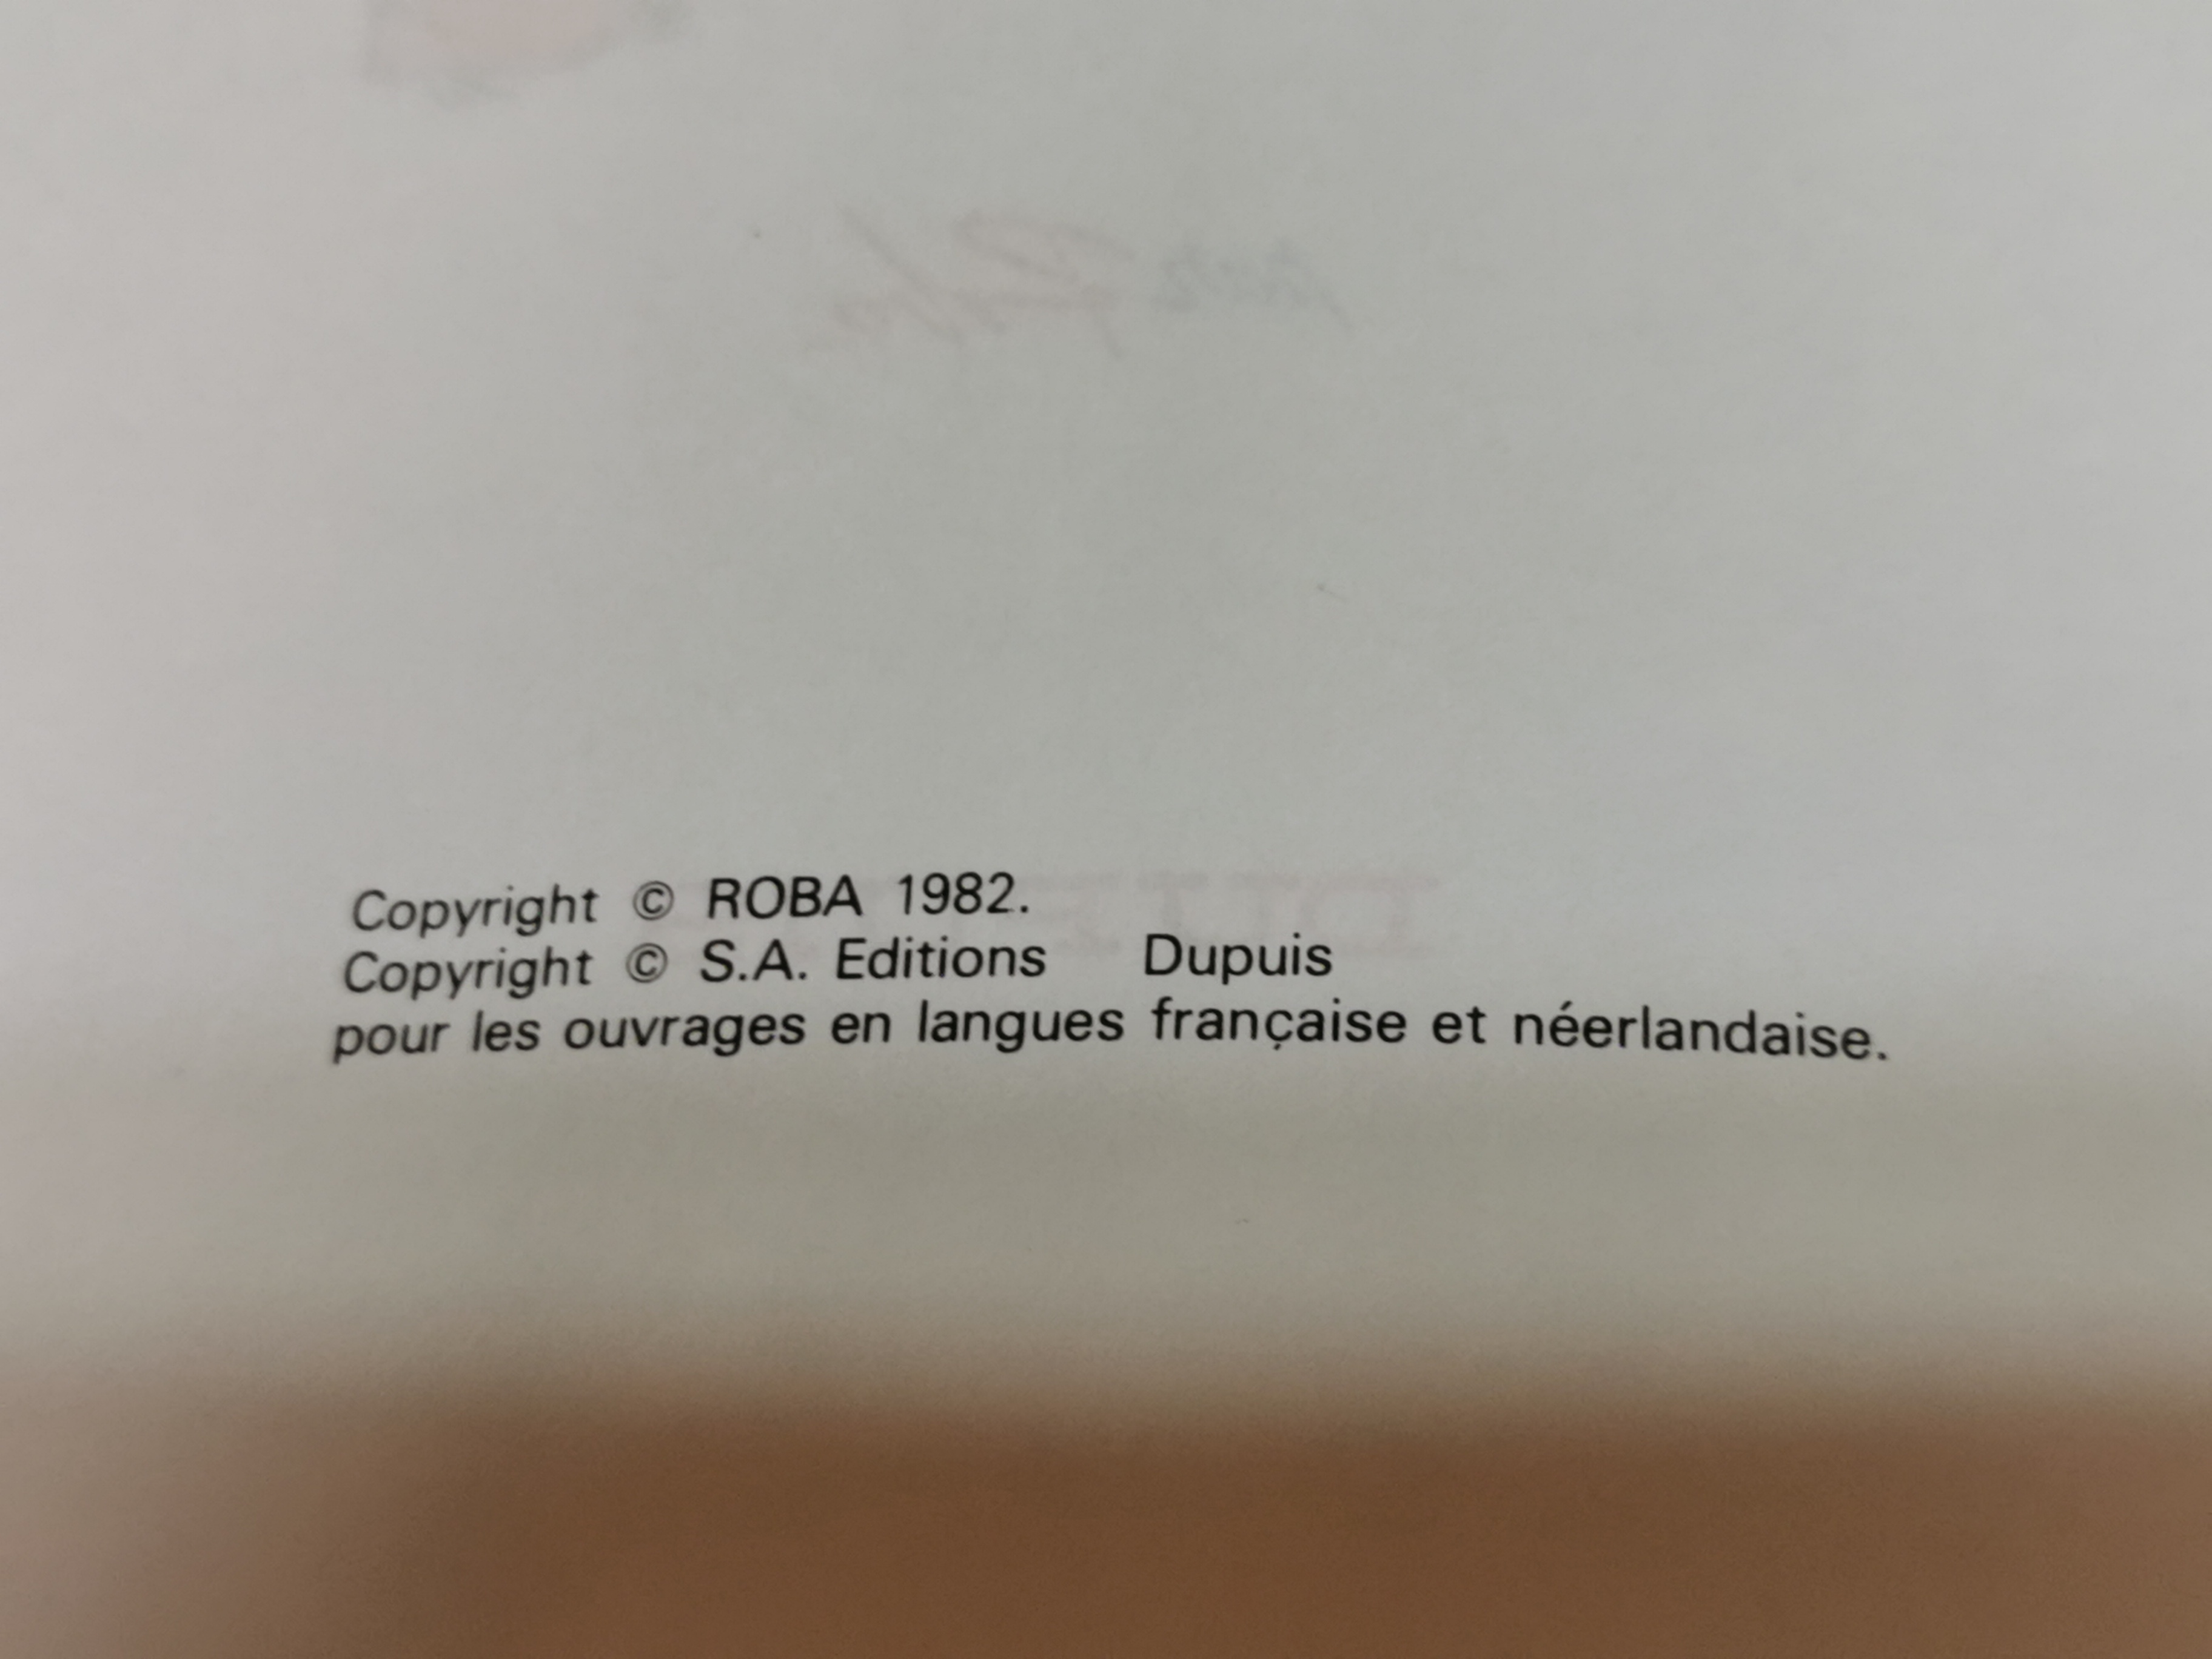 Copyright © ROBA 1982.
Copyright © S.A. Editions Dupuis
pour les ouvrages en langues française et néerlandaise.